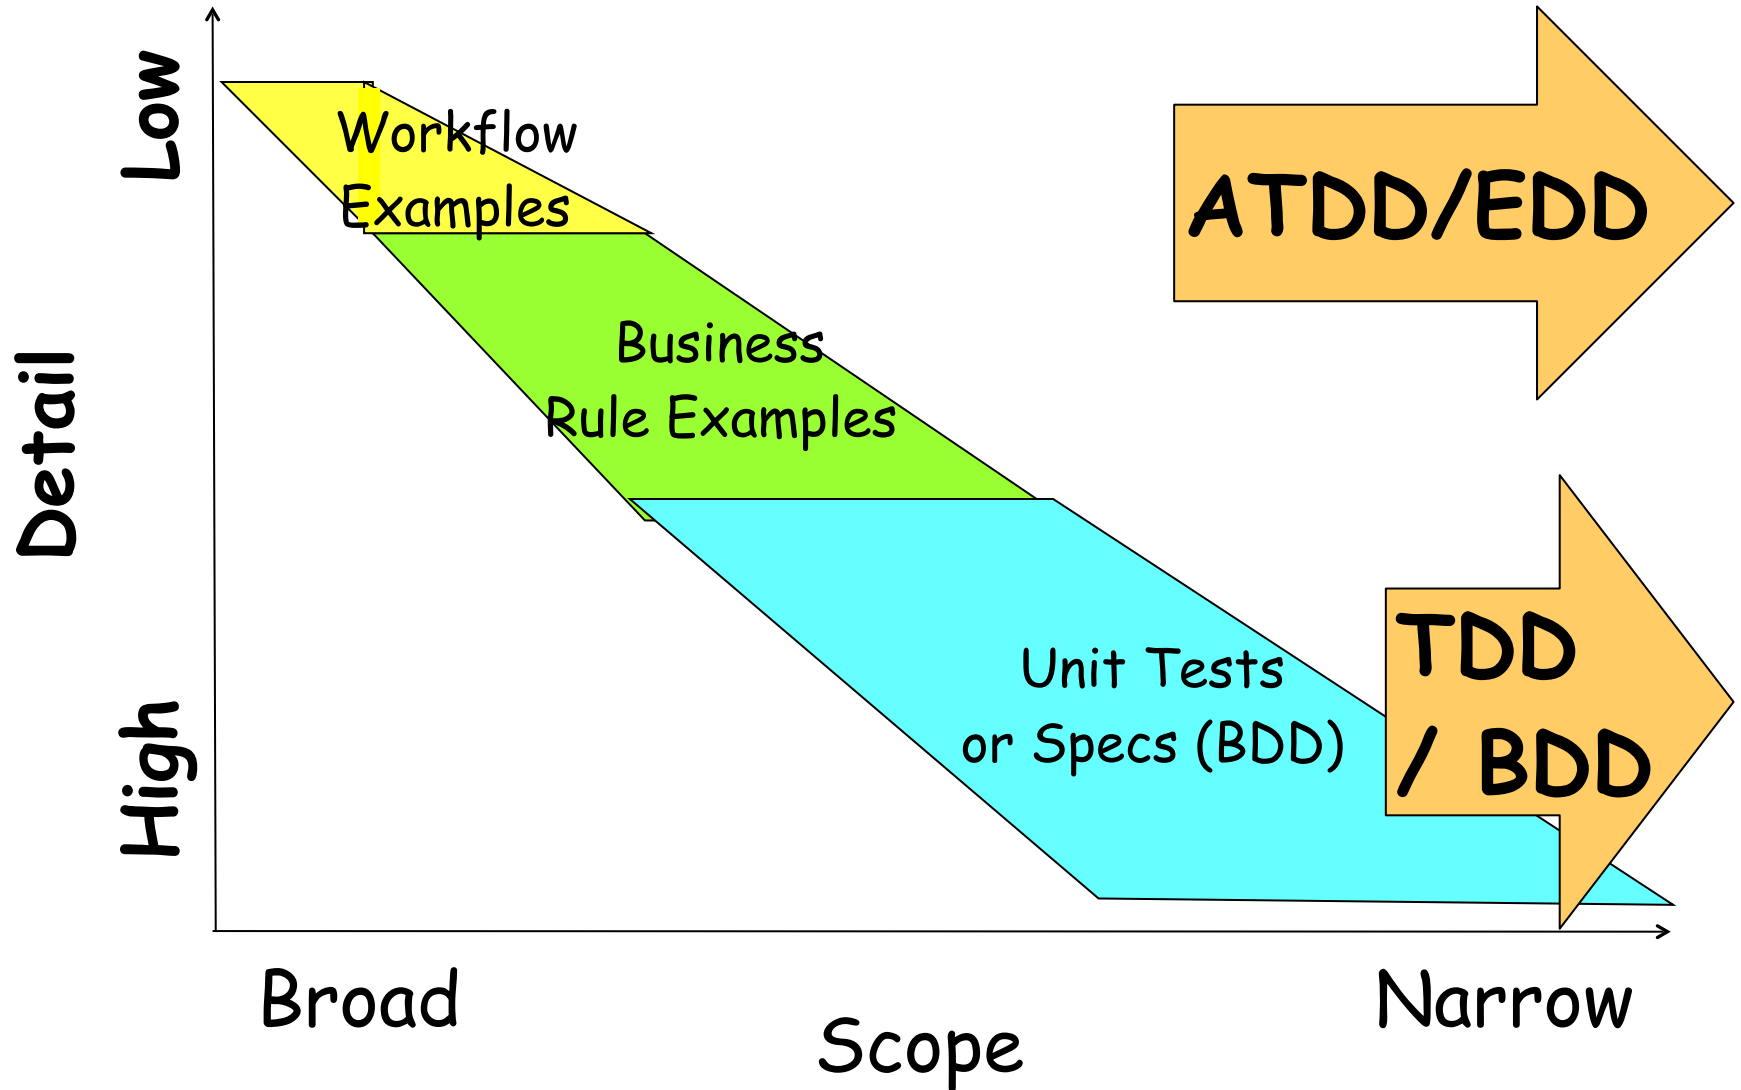 Low
Workflow
Examples
ATDD/EDD
Business
Rule Examples
Detail
Unit Tests
or Specs (BDD)
TDD
/ BDD
High
Broad
Narrow
Scope